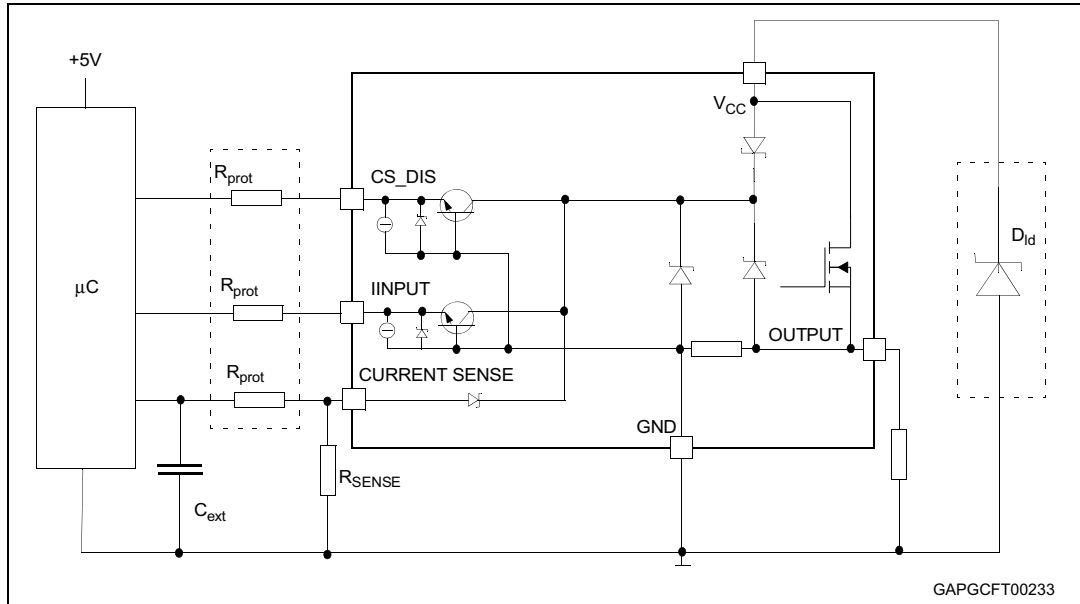 +5V
V_CC
R_prot
CS_DIS
D_ld
μC
R_prot
IINPUT
OUTPUT
R_prot
CURRENT SENSE
GND
R_SENSE
C_ext
GAPGCFT00233